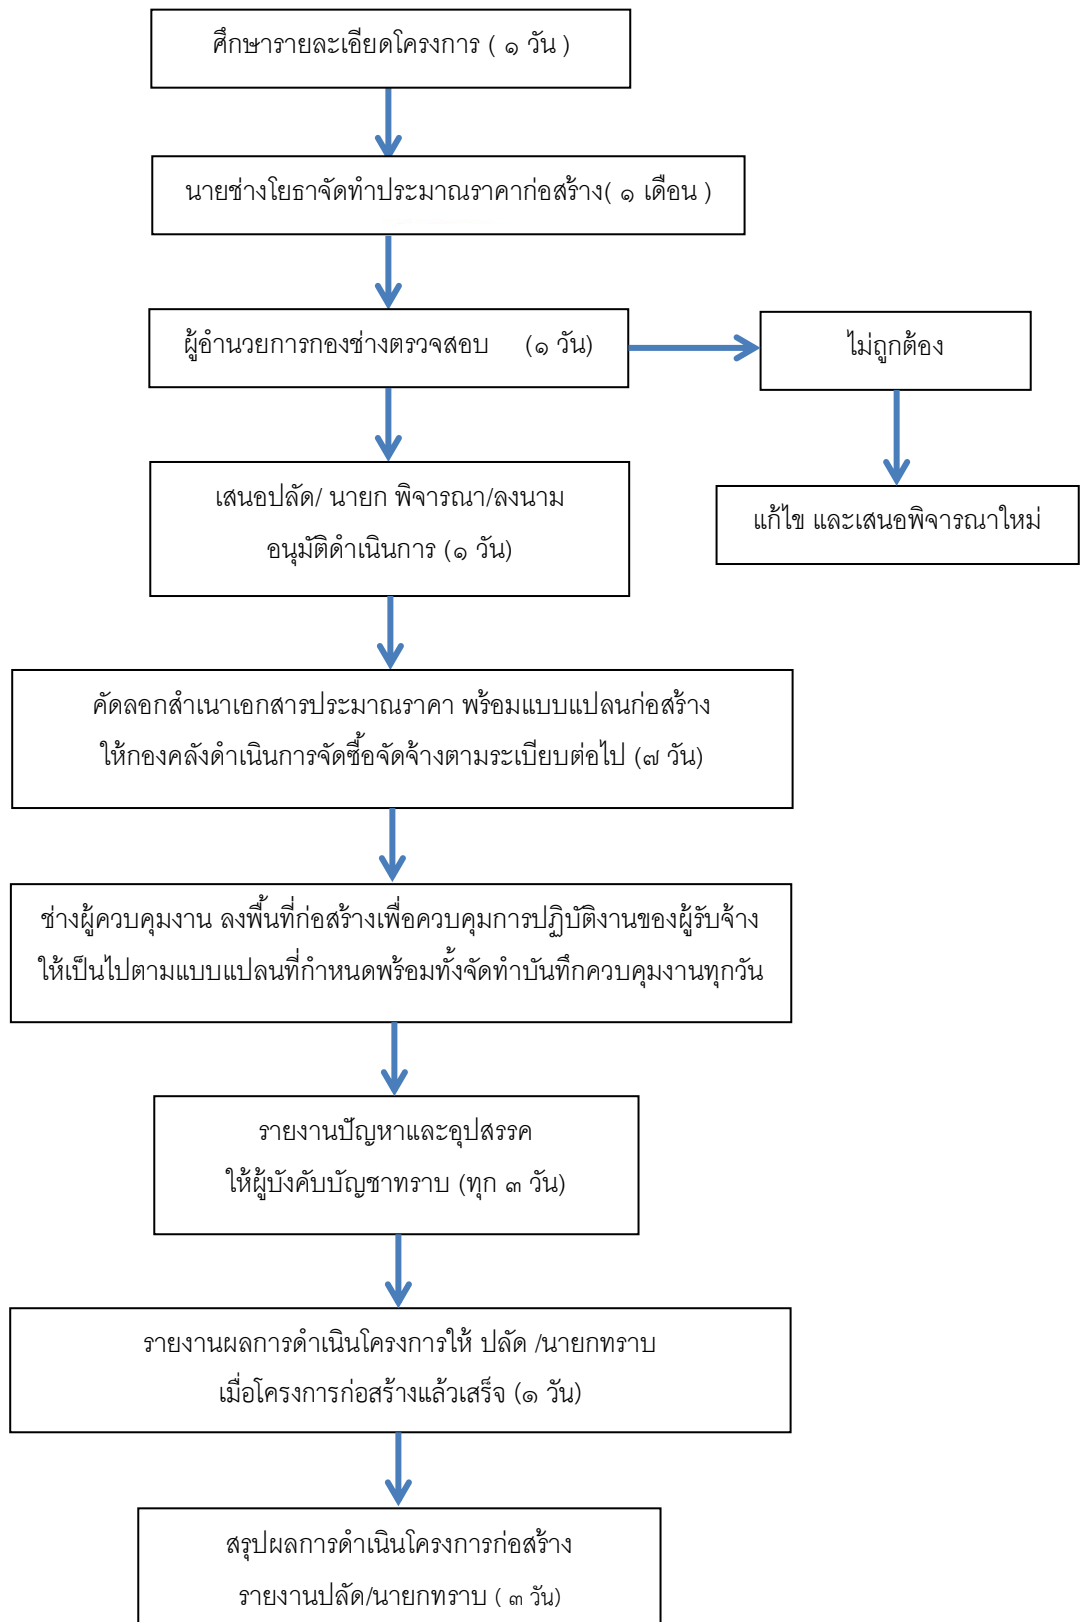 ศึกษารายละเอียดโครงการ ( ๑ วัน )
นายช่างโยธาจัดทำประมาณราคาก่อสร้าง( ๑ เดือน )
ผู้อำนวยการกองช่างตรวจสอบ (๑ วัน)
ไม่ถูกต้อง
เสนอปลัด/ นายก พิจารณา/ลงนาม
อนุมัติดำเนินการ (๑ วัน)
แก้ไข และเสนอพิจารณาใหม่
คัดลอกสำเนาเอกสารประมาณราคา พร้อมแบบแปลนก่อสร้าง
ให้กองคลังดำเนินการจัดซื้อจัดจ้างตามระเบียบต่อไป (๗ วัน)
ช่างผู้ควบคุมงาน ลงพื้นที่ก่อสร้างเพื่อควบคุมการปฏิบัติงานของผู้รับจ้าง
ให้เป็นไปตามแบบแปลนที่กำหนดพร้อมทั้งจัดทำบันทึกควบคุมงานทุกวัน
รายงานปัญหาและอุปสรรค
ให้ผู้บังคับบัญชาทราบ (ทุก ๓ วัน)
รายงานผลการดำเนินโครงการให้ ปลัด /นายกทราบ
เมื่อโครงการก่อสร้างแล้วเสร็จ (๑ วัน)
สรุปผลการดำเนินโครงการก่อสร้าง
รายงานปลัด/นายกทราบ ( ๓ วัน)